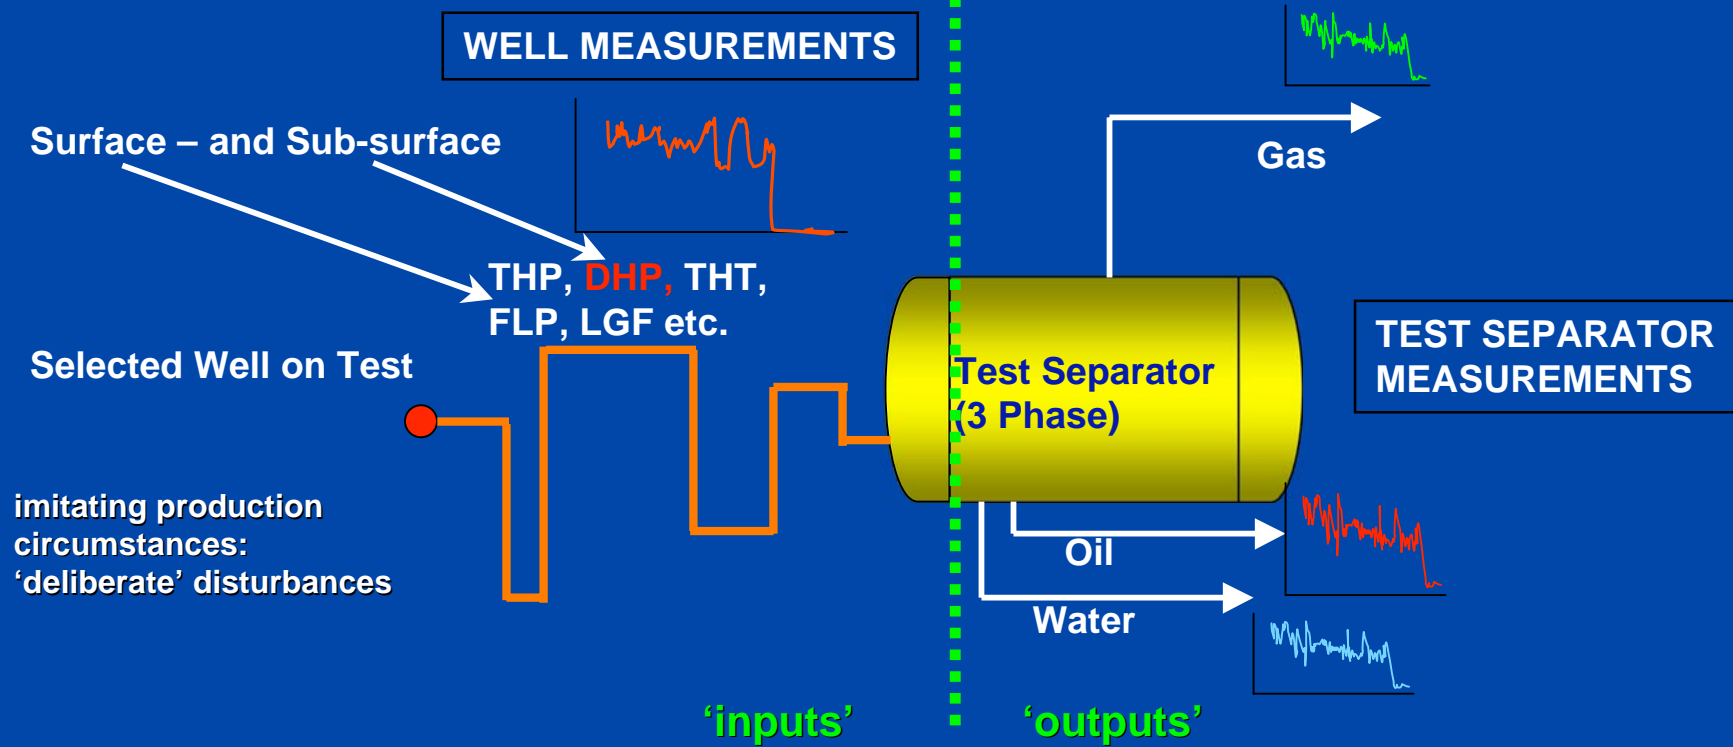 WELL MEASUREMENTS
Surface – and Sub-surface
THP, DHP, THT,
FLP, LGF etc.
Selected Well on Test
imitating production
circumstances:
‘deliberate’ disturbances
Gas
Test Separator
(3 Phase)
TEST SEPARATOR
MEASUREMENTS
Oil
Water
‘inputs’
‘outputs’